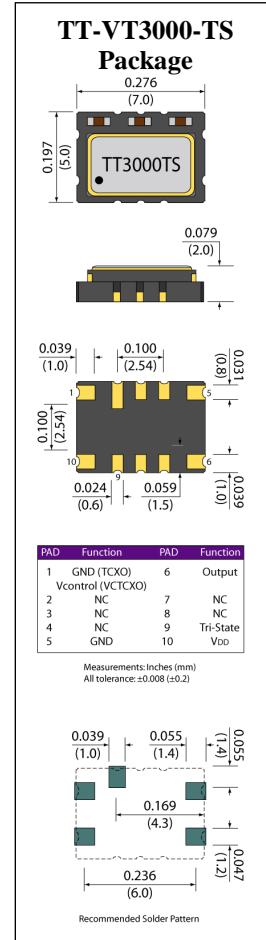 TT-VT3000-TS
Package
0.276
(7.0)
0.197
(5.0)
TT3000TS
0.079
(2.0)
0.039
(1.0)
0.100
(2.54)
0.031
(0.8)
1
5
0.100
(2.54)
10
6
9
0.024
(0.6)
0.059
(1.5)
0.039
(1.0)
PAD Function PAD Function
1 GND (TCXO) 6 Output
Vcontrol (VCTCXO)
2 NC 7 NC
3 NC 8 NC
4 NC 9 Tri-State
5 GND 10 VDD
Measurements: Inches (mm)
All tolerance: ±0.008 (±0.2)
0.039
(1.0)
0.055
(1.4)
0.055
(1.4)
0.169
(4.3)
0.047
(1.2)
0.236
(6.0)
Recommended Solder Pattern